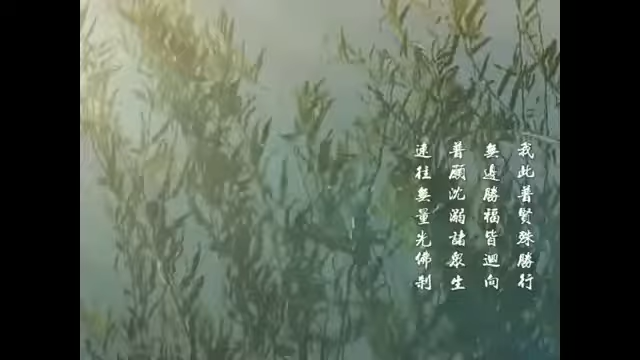 我此普賢殊勝行
無邊勝福皆迴向
普願沈溺諸眾生
速往無量光佛剎